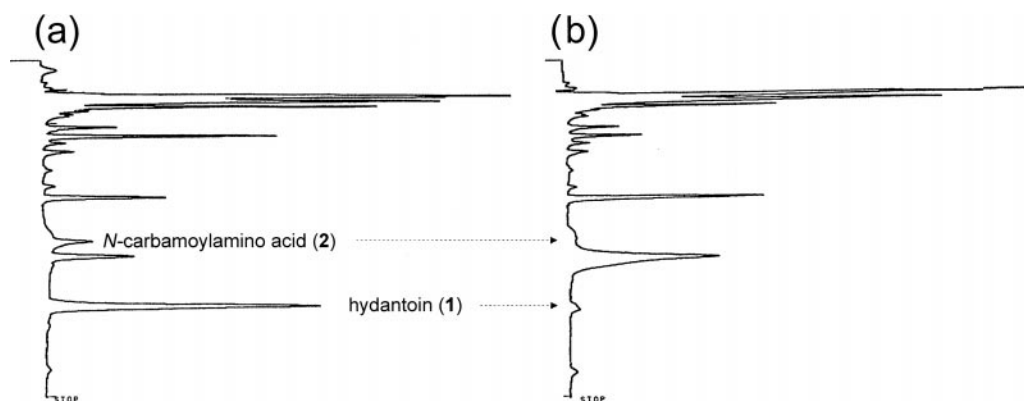 (a)
(b)
N-carbamoylamino acid (2)
hydantoin (1)
STOP
STOP